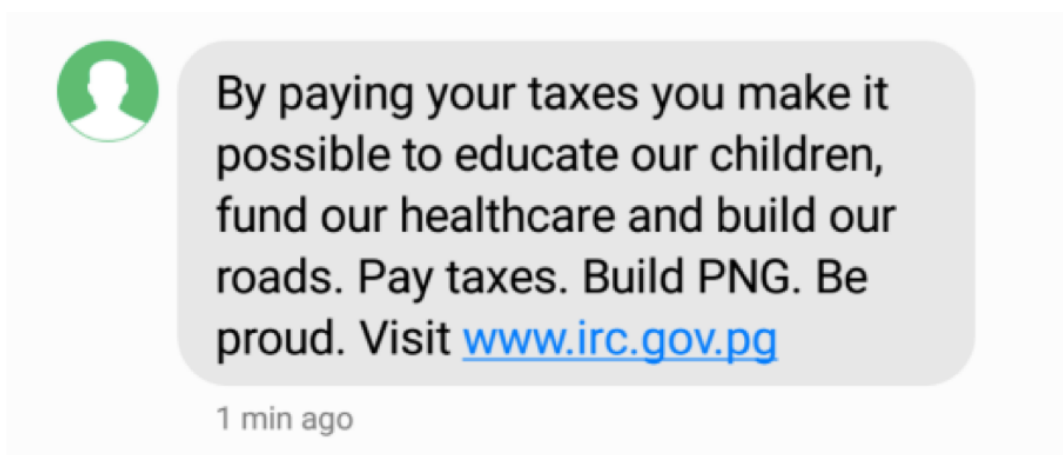 By paying your taxes you make it
possible to educate our children,
fund our healthcare and build our
roads. Pay taxes. Build PNG. Be
proud. Visit www.irc.gov.pg
1 min ago